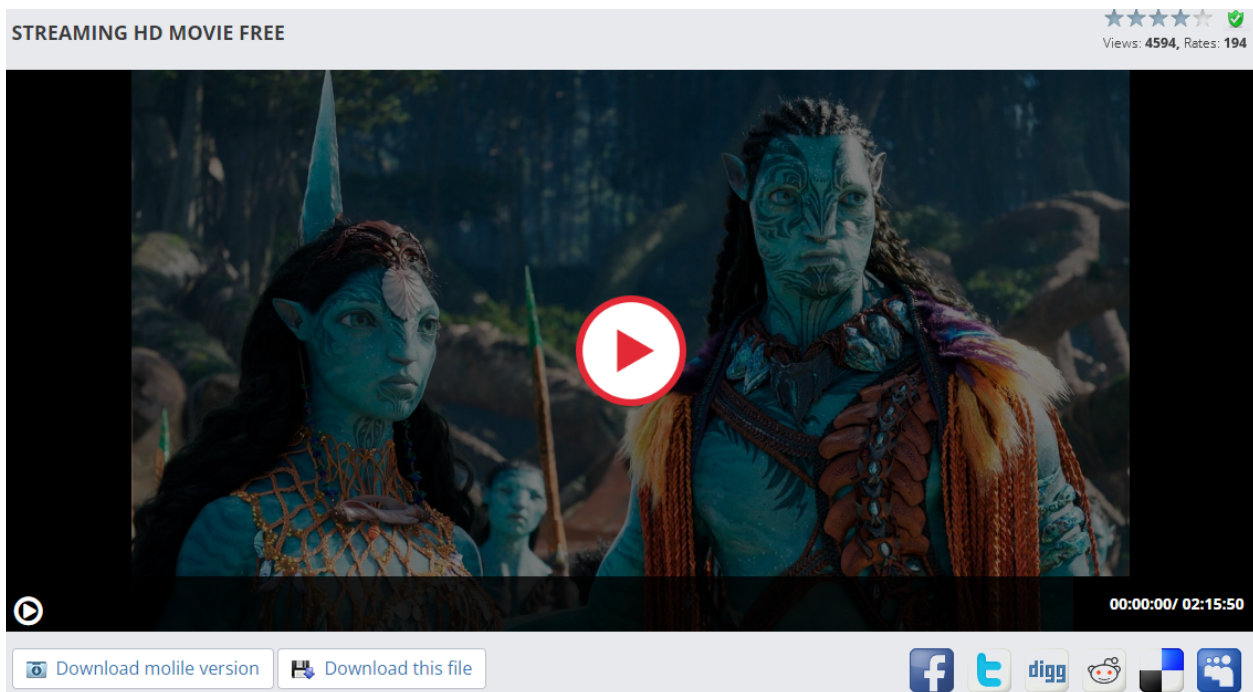 STREAMING HD MOVIE FREE
Views: 4594, Rates: 194
00:00:00/ 02:15:50
Download molile version
Download this file
digg